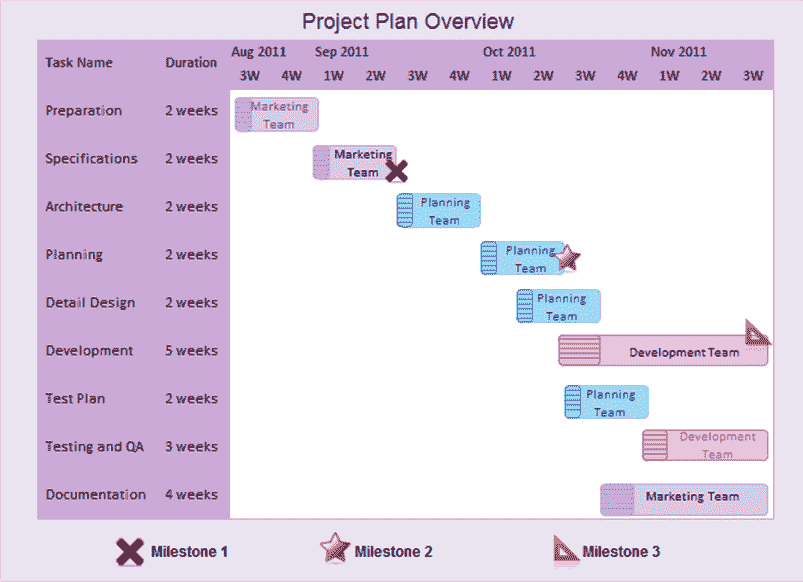 Project Plan Overview
Task Name Duration Aug 2011 Sep 2011 Oct 2011 Nov 2011
3W 4W 1W 2W 3W 4W 1W 2W 3W 4W 1W 2W 3W
Preparation 2 weeks Marketing
Team
Specifications 2 weeks Marketing
Team
Architecture 2 weeks Planning
Team
Planning 2 weeks Planning
Team
Detail Design 2 weeks Planning
Team
Development 5 weeks Development Team
Test Plan 2 weeks Planning
Team
Testing and QA 3 weeks Development
Team
Documentation 4 weeks Marketing Team
Milestone 1 Milestone 2 Milestone 3